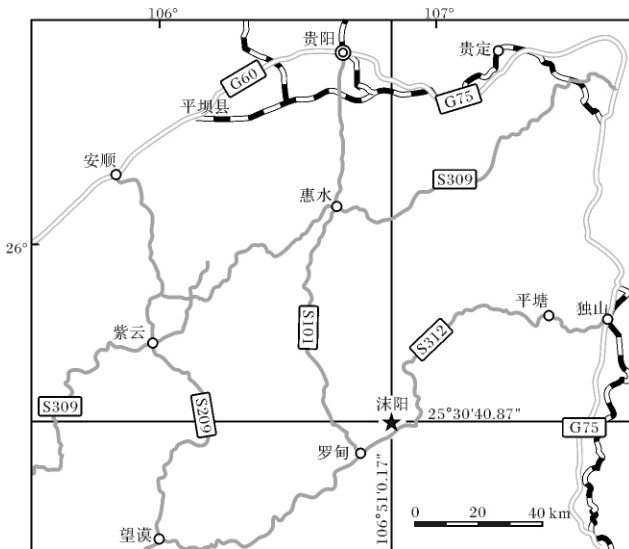 106°
107°
贵阳
贵定
G60
G75
平坝县
安顺
S309
惠水
26°
平塘
独山
S101
紫云
S312
S309
S209
沫阳
25°30′40.87″
G75
罗甸
106°51′0.17″
望谟
0 20 40 km